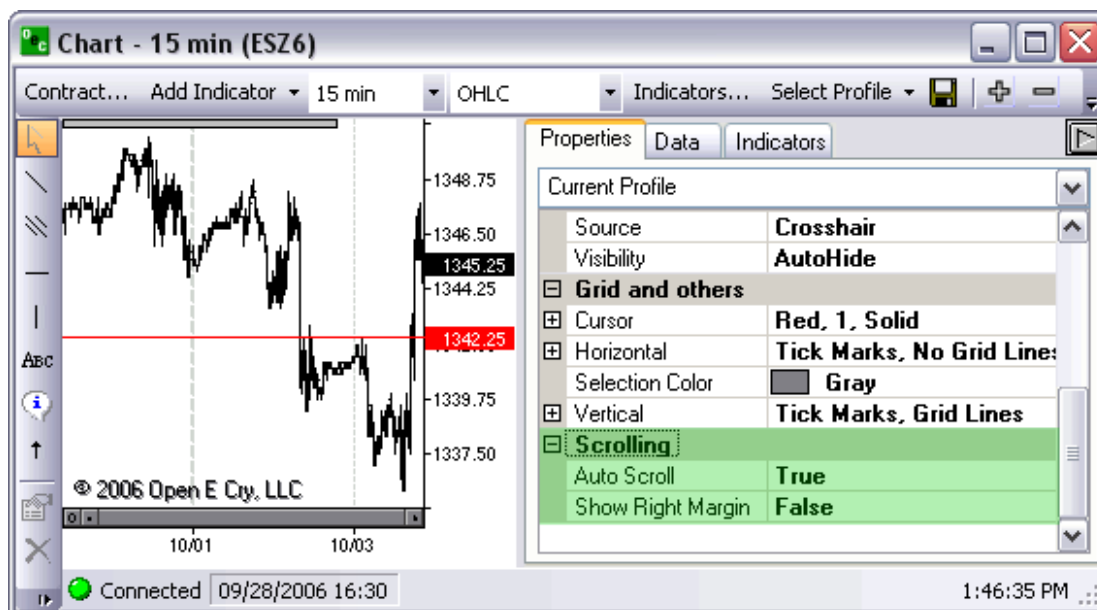 Chart - 15 min (ESZ6)
Contract... Add Indicator 15 min OHLC Indicators... Select Profile
Properties Data Indicators
Current Profile
Source Crosshair
Visibility AutoHide
Grid and others
Cursor Red, 1, Solid
Horizontal Tick Marks, No Grid Lines
Selection Color Gray
Vertical Tick Marks, Grid Lines
Scrolling
Auto Scroll True
Show Right Margin False
ABC
1348.75
1346.50
1345.25
1344.25
1342.25
1339.75
1337.50
© 2006 Open E Cry, LLC
10/01 10/03
Connected 09/28/2006 16:30 1:46:35 PM